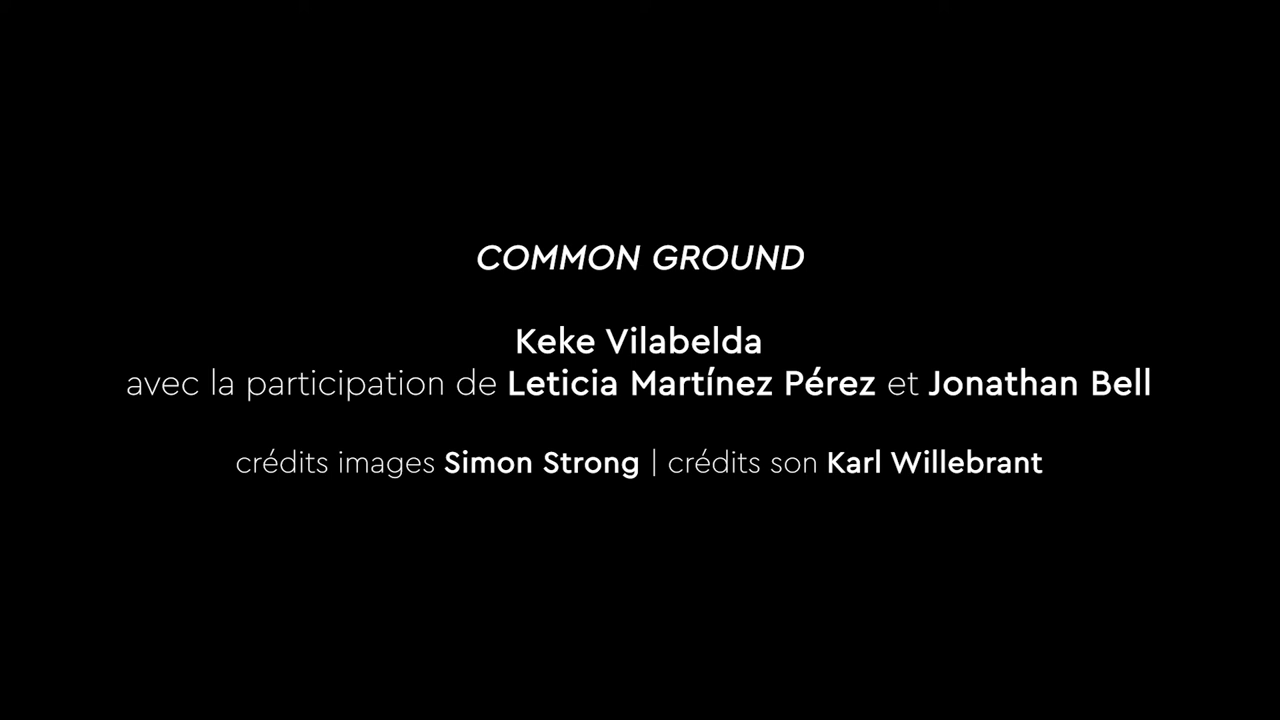 COMMON GROUND
Keke Vilabelda
avec la participation de Leticia Martínez Pérez et Jonathan Bell
crédits images Simon Strong | crédits son Karl Willebrant